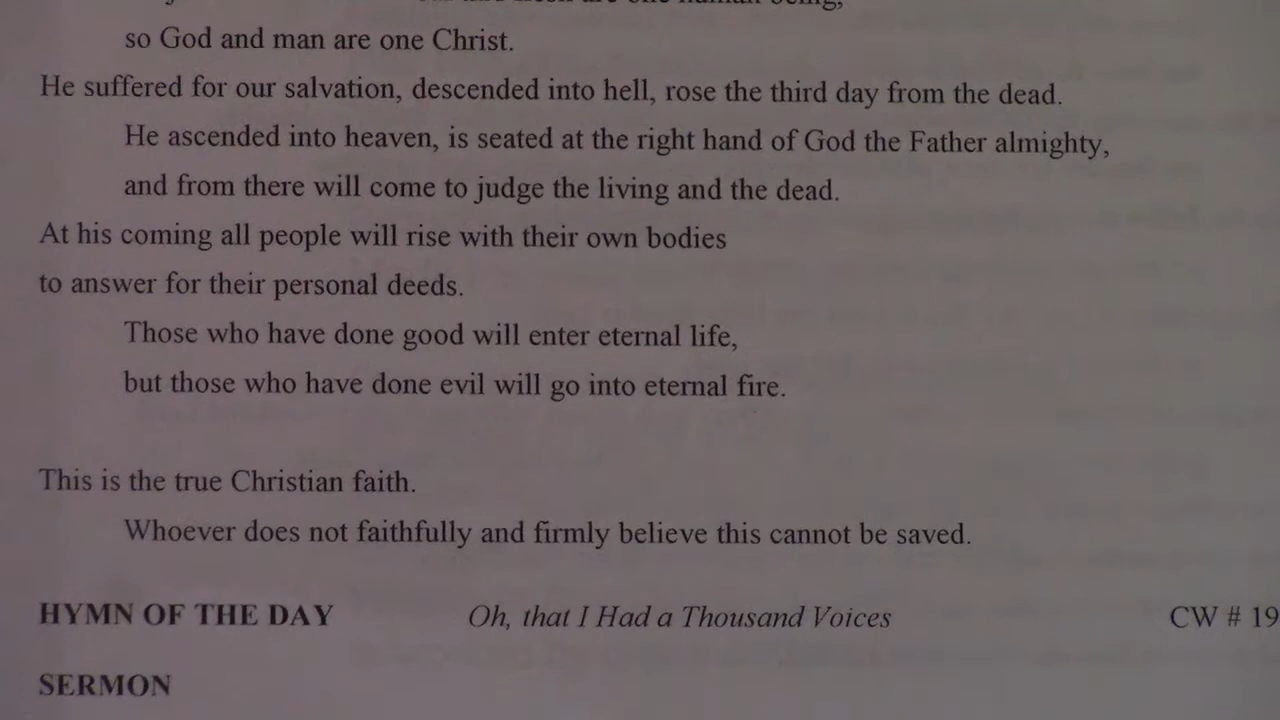 so God and man are one Christ.
He suffered for our salvation, descended into hell, rose the third day from the dead.
He ascended into heaven, is seated at the right hand of God the Father almighty,
and from there will come to judge the living and the dead.
At his coming all people will rise with their own bodies
to answer for their personal deeds.
Those who have done good will enter eternal life,
but those who have done evil will go into eternal fire.
This is the true Christian faith.
Whoever does not faithfully and firmly believe this cannot be saved.
HYMN OF THE DAY Oh, that I Had a Thousand Voices CW # 19
SERMON